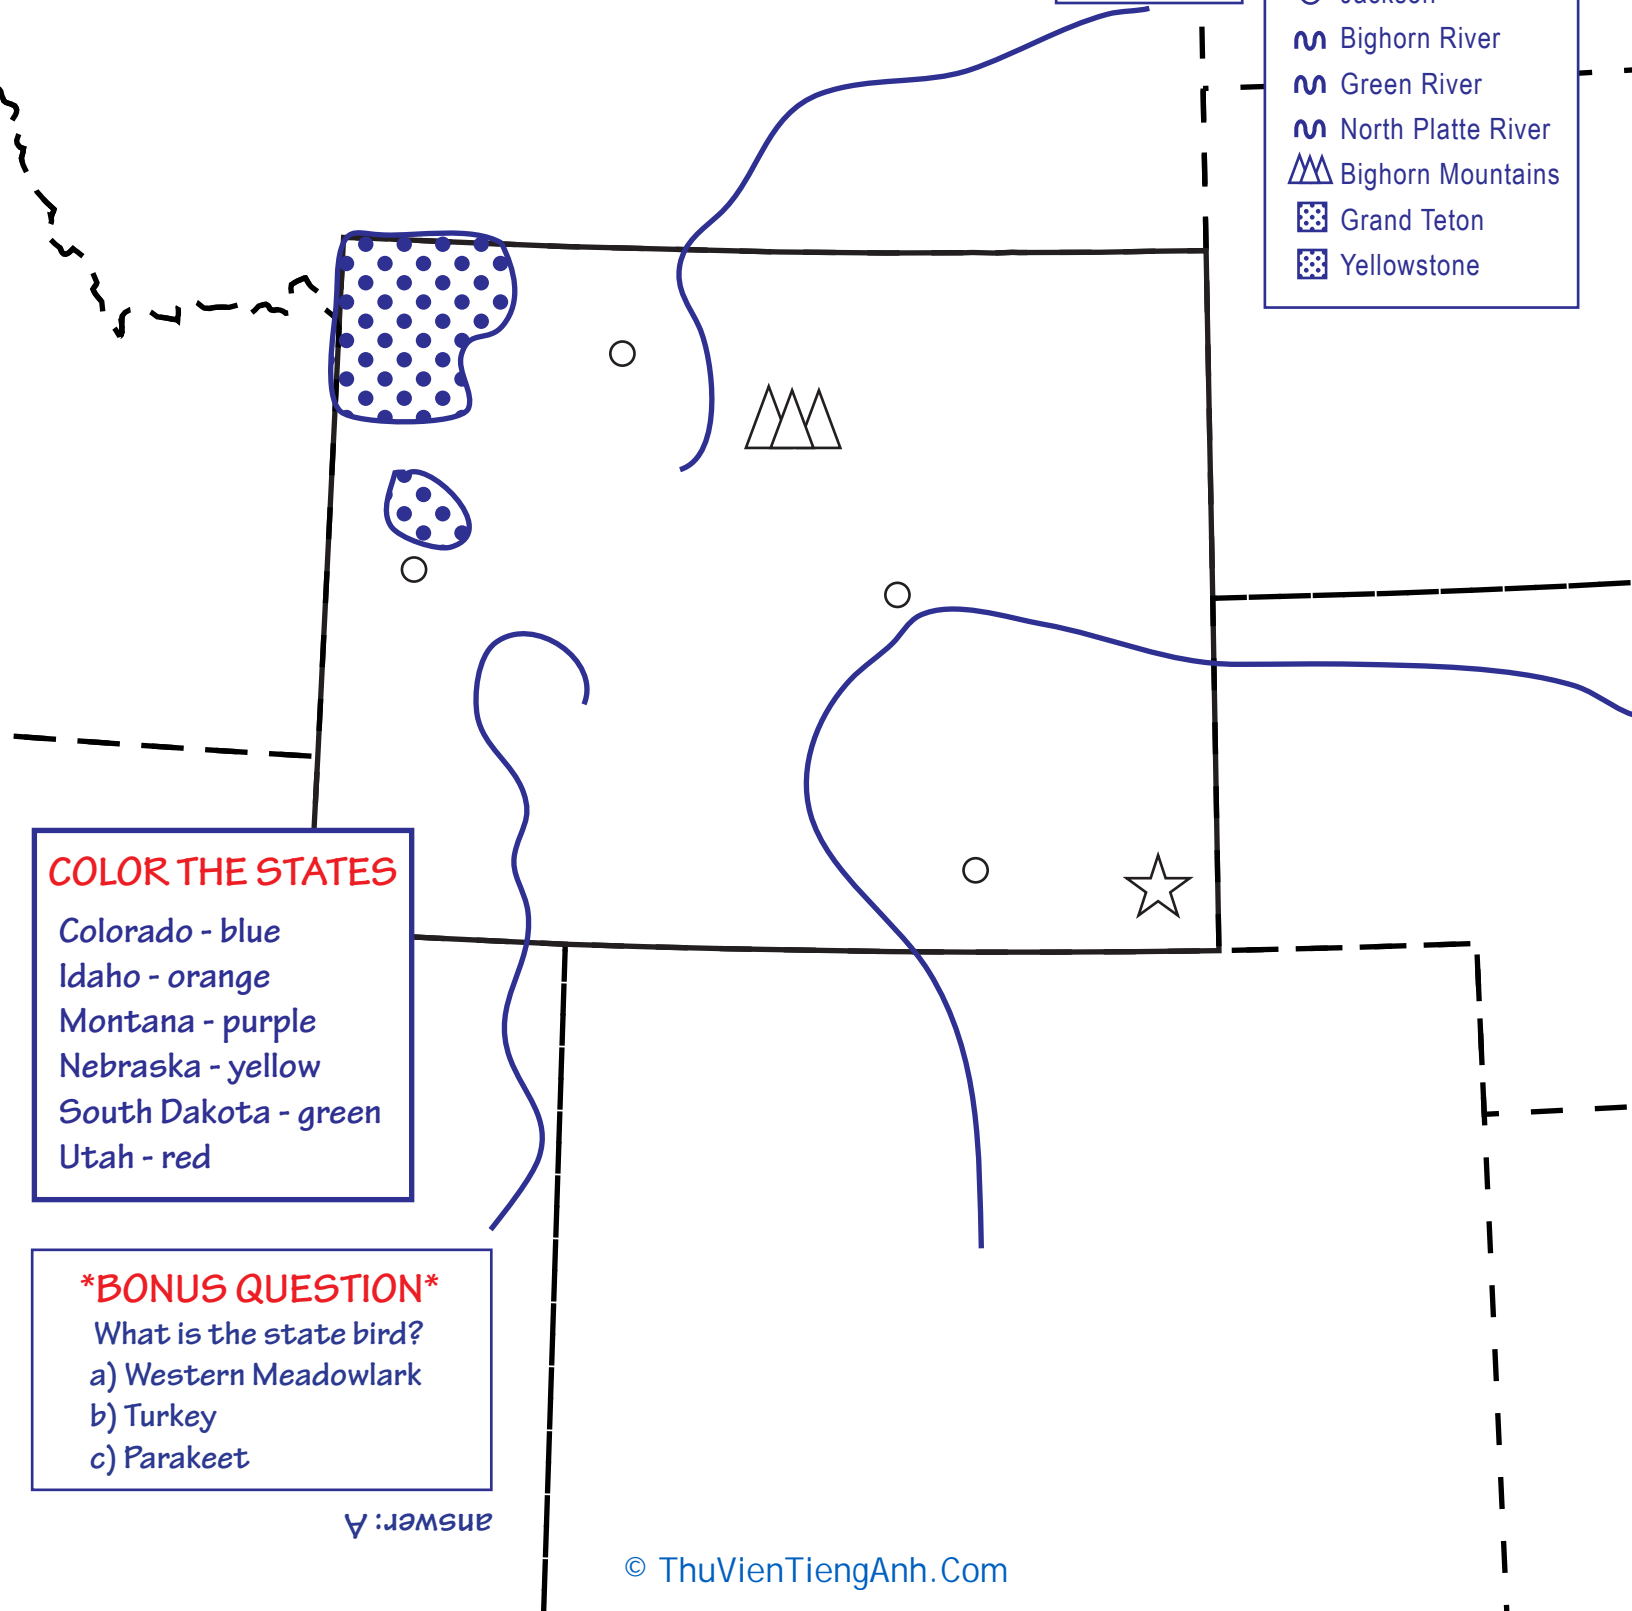 Jackson
Bighorn River
Green River
North Platte River
Bighorn Mountains
Grand Teton
Yellowstone
COLOR THE STATES
Colorado - blue
Idaho - orange
Montana - purple
Nebraska - yellow
South Dakota - green
Utah - red
*BONUS QUESTION*
What is the state bird?
a) Western Meadowlark
b) Turkey
c) Parakeet
answer: A
© ThuVienTiengAnh.Com